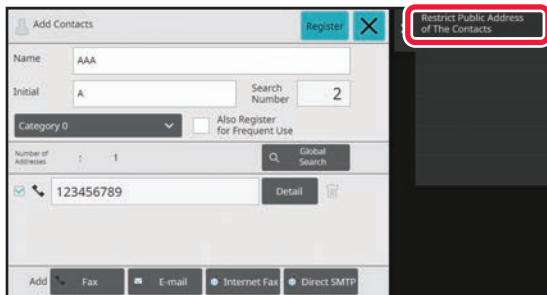 Add Contacts
Register
Restrict Public Address
of The Contacts
Name
AAA
Initial
A
Search
Number
2
Category 0
Also Register
for Frequent Use
Number of
Addresses
:
1
Global
Search
123456789
Detail
Add
Fax
E-mail
Internet Fax
Direct SMTP